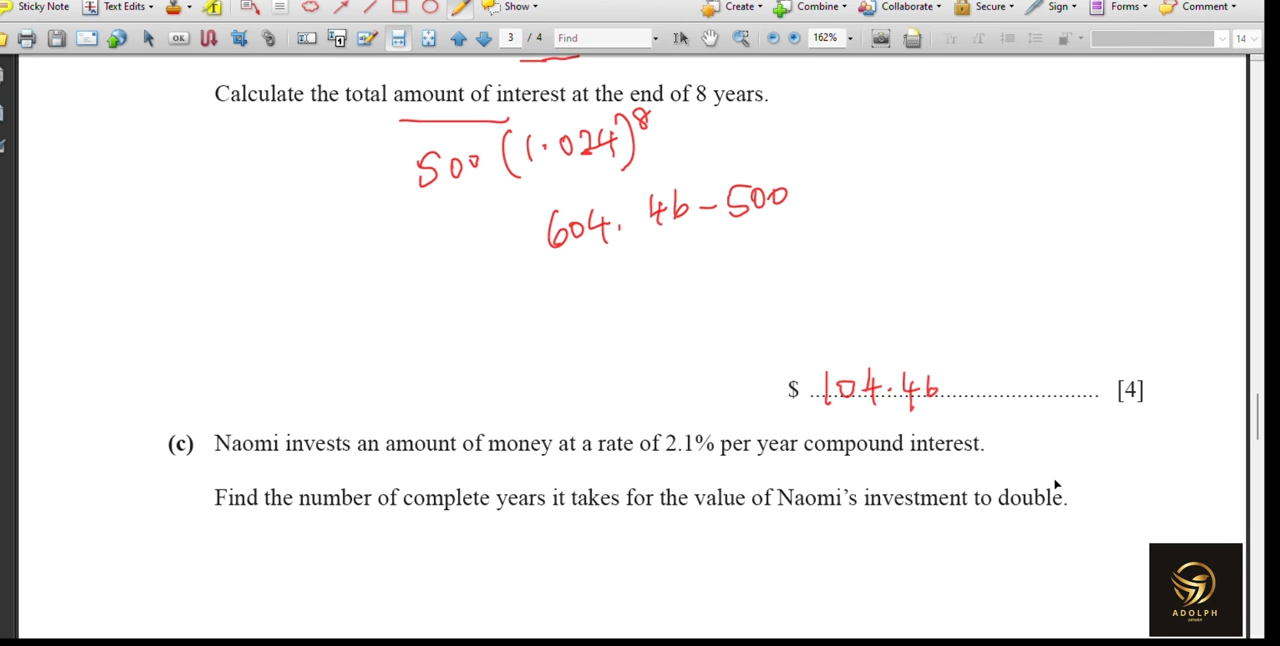 Sticky Note Text Edits Show Create Combine Collaborate Secure Sign Forms Comment
OK 3 / 4 Find 162% 14
Calculate the total amount of interest at the end of 8 years.
500 (1.024)^8
604.46 - 500
$ 104.46 [4]
(c) Naomi invests an amount of money at a rate of 2.1% per year compound interest.
Find the number of complete years it takes for the value of Naomi’s investment to double.
ADOLPH